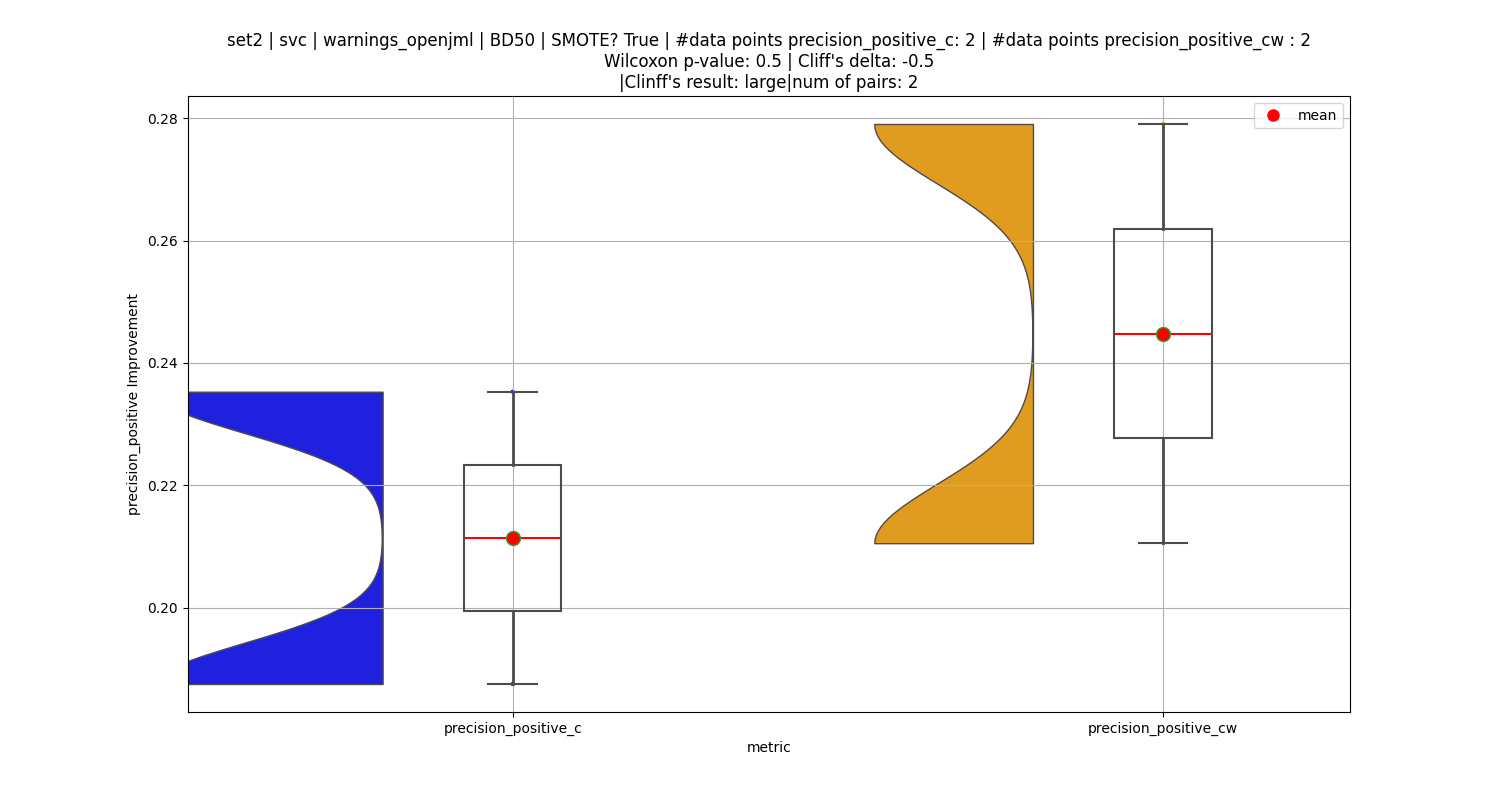 set2 | svc | warnings_openjml | BD50 | SMOTE? True | #data points precision_positive_c: 2 | #data points precision_positive_cw : 2
Wilcoxon p-value: 0.5 | Cliff's delta: -0.5
|Clinff's result: large|num of pairs: 2
mean
0.28
0.26
0.24
0.22
0.20
precision_positive Improvement
precision_positive_c
precision_positive_cw
metric